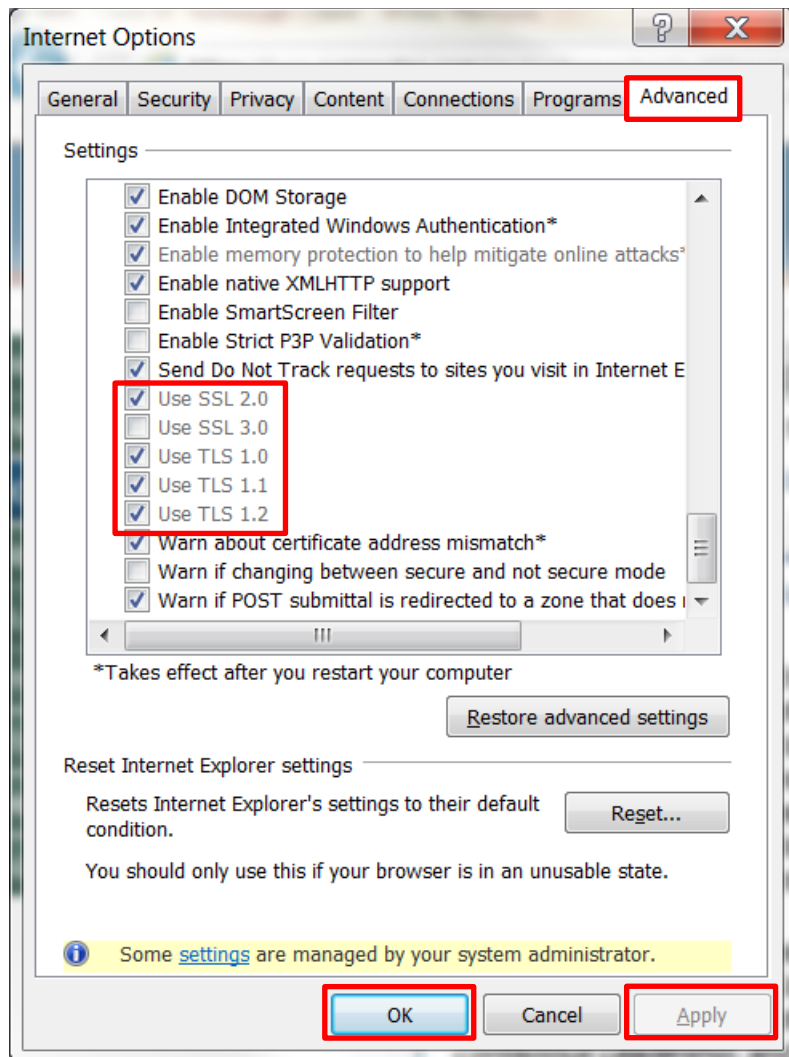 Internet Options
General Security Privacy Content Connections Programs Advanced
Settings
Enable DOM Storage
Enable Integrated Windows Authentication*
Enable memory protection to help mitigate online attacks*
Enable native XMLHTTP support
Enable SmartScreen Filter
Enable Strict P3P Validation*
Send Do Not Track requests to sites you visit in Internet E
Use SSL 2.0
Use SSL 3.0
Use TLS 1.0
Use TLS 1.1
Use TLS 1.2
Warn about certificate address mismatch*
Warn if changing between secure and not secure mode
Warn if POST submittal is redirected to a zone that does
*Takes effect after you restart your computer
Restore advanced settings
Reset Internet Explorer settings
Resets Internet Explorer's settings to their default
condition.
Reset...
You should only use this if your browser is in an unusable state.
Some settings are managed by your system administrator.
OK Cancel Apply